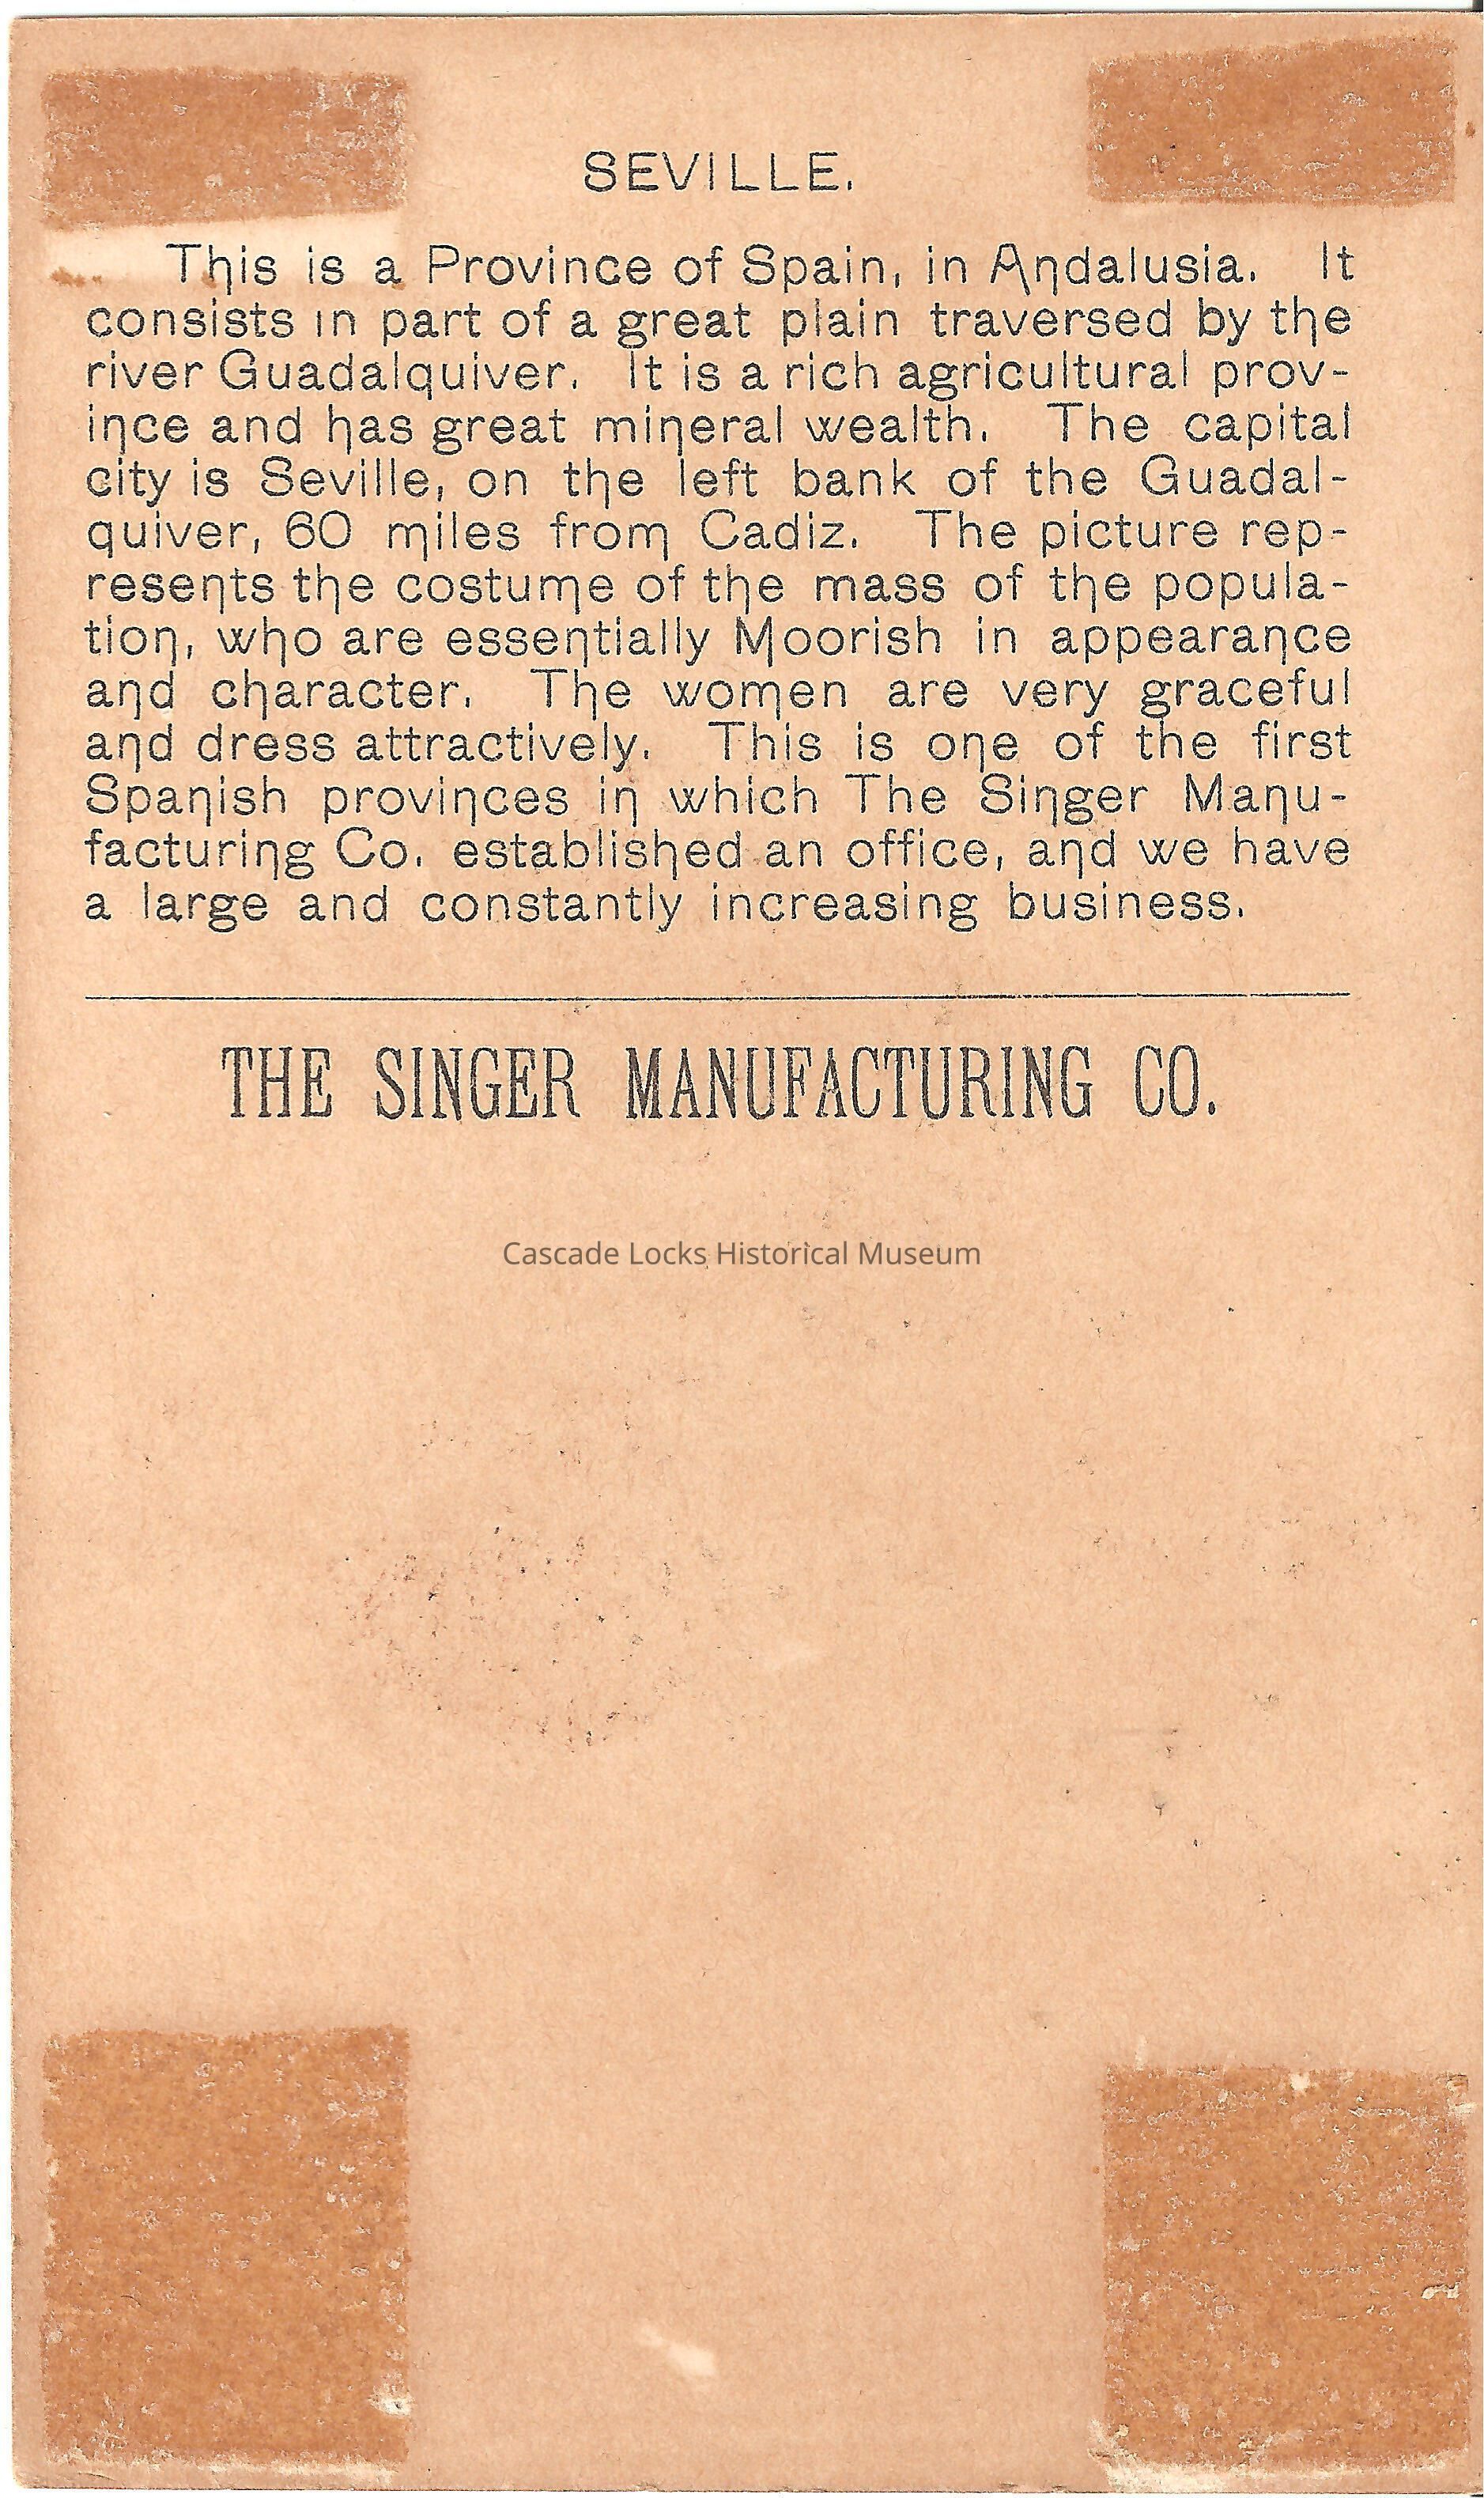 SEVILLE.
This is a Province of Spain, in Andalusia. It
consists in part of a great plain traversed by the
river Guadalquiver. It is a rich agricultural prov-
ince and has great mineral wealth. The capital
city is Seville, on the left bank of the Guadal-
quiver, 60 miles from Cadiz. The picture rep-
resents the costume of the mass of the popula-
tion, who are essentially Moorish in appearance
and character. The women are very graceful
and dress attractively. This is one of the first
Spanish provinces in which The Singer Manu-
facturing Co. established an office, and we have
a large and constantly increasing business.
THE SINGER MANUFACTURING CO.
Cascade Locks Historical Museum